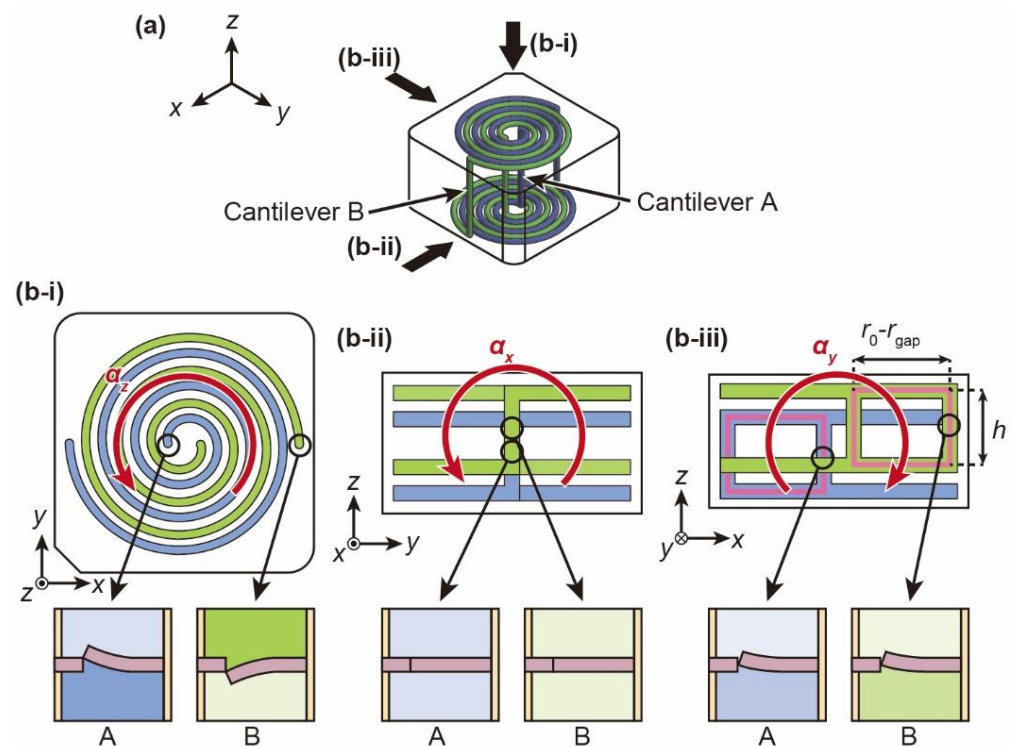 (a)
z
x
y
(b-i)
(b-iii)
Cantilever B
Cantilever A
(b-ii)
(b-i)
αz
y
z
x
A
B
(b-ii)
αx
z
x
y
A
B
(b-iii)
r0-rgap
αy
h
z
y
x
A
B